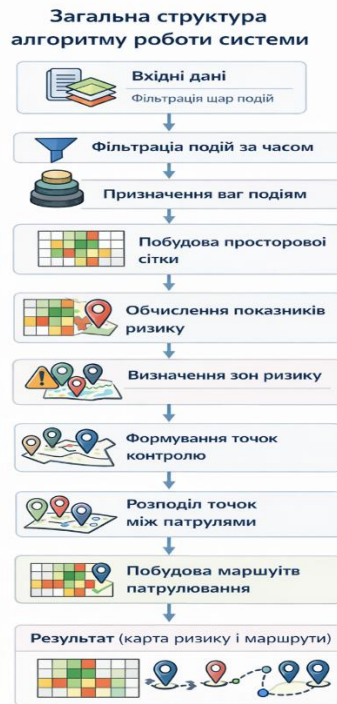 Загальна структура
алгоритму роботи системи
Вхідні дані
Фільтрація шар подій
Фільтраціа подій за часом
Призначення ваг подіям
Побудова просторової
сітки
Обчислення показників
ризику
Визначення зон ризику
Формування точок
контролю
Розподіл точок
між патрулями
Побудова маршуітв
патрулювання
Результат (карта ризику і маршрути)